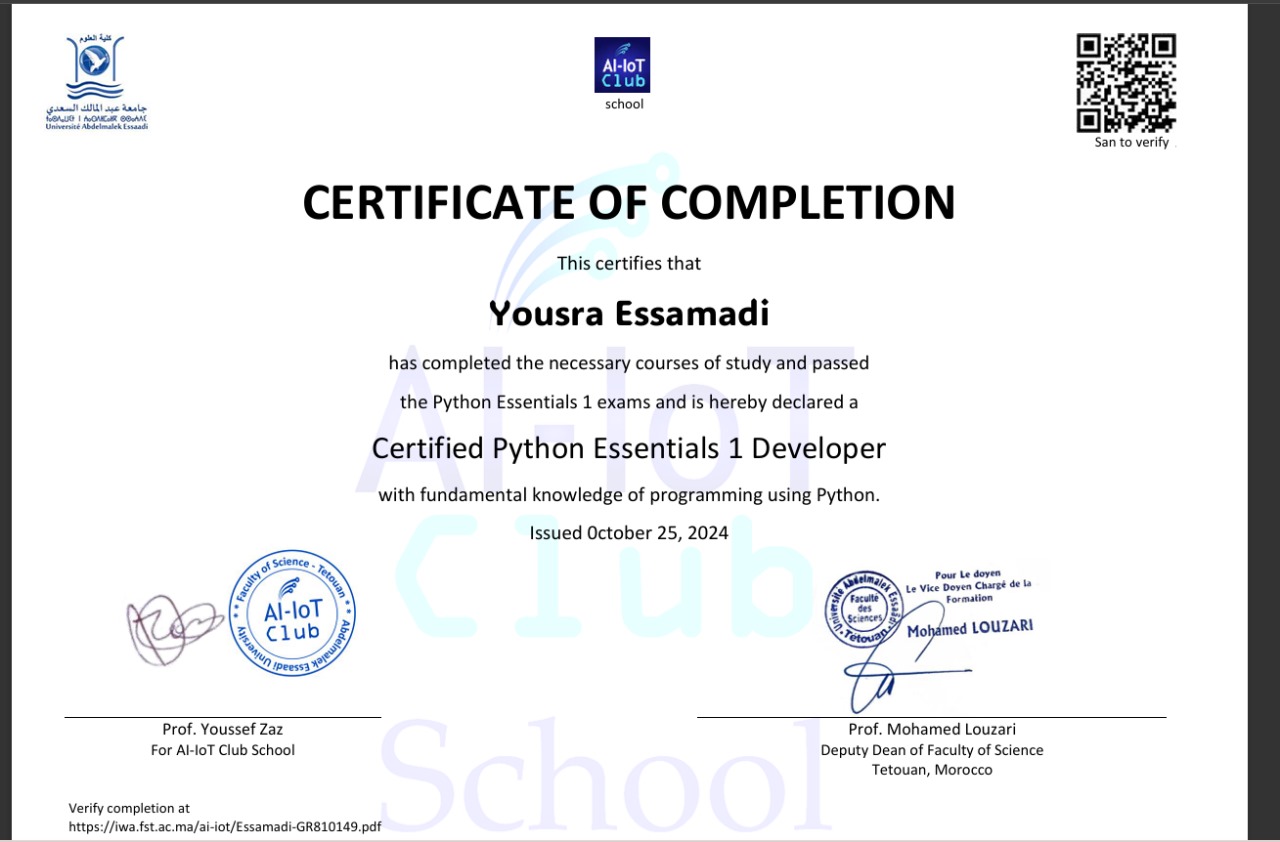 كلية العلوم
جامعة عبد المالك السعدي
Université Abdelmalek Essaadi
AI-IoT
Club
school
San to verify
CERTIFICATE OF COMPLETION
This certifies that
Yousra Essamadi
has completed the necessary courses of study and passed
the Python Essentials 1 exams and is hereby declared a
Certified Python Essentials 1 Developer
with fundamental knowledge of programming using Python.
Issued 0ctober 25, 2024
AI-IoT
Club
School
** Faculty of Science - Tetouan **
Abdelmalek Essaadi University
AI-IoT
Club
Université Abdelmalek Essaadi
Faculté
des
Sciences
* Tétouan *
Pour Le doyen
Le Vice Doyen Chargé de la
Formation
Mohamed LOUZARI
Prof. Youssef Zaz
For AI-IoT Club School
Prof. Mohamed Louzari
Deputy Dean of Faculty of Science
Tetouan, Morocco
Verify completion at
https://iwa.fst.ac.ma/ai-iot/Essamadi-GR810149.pdf